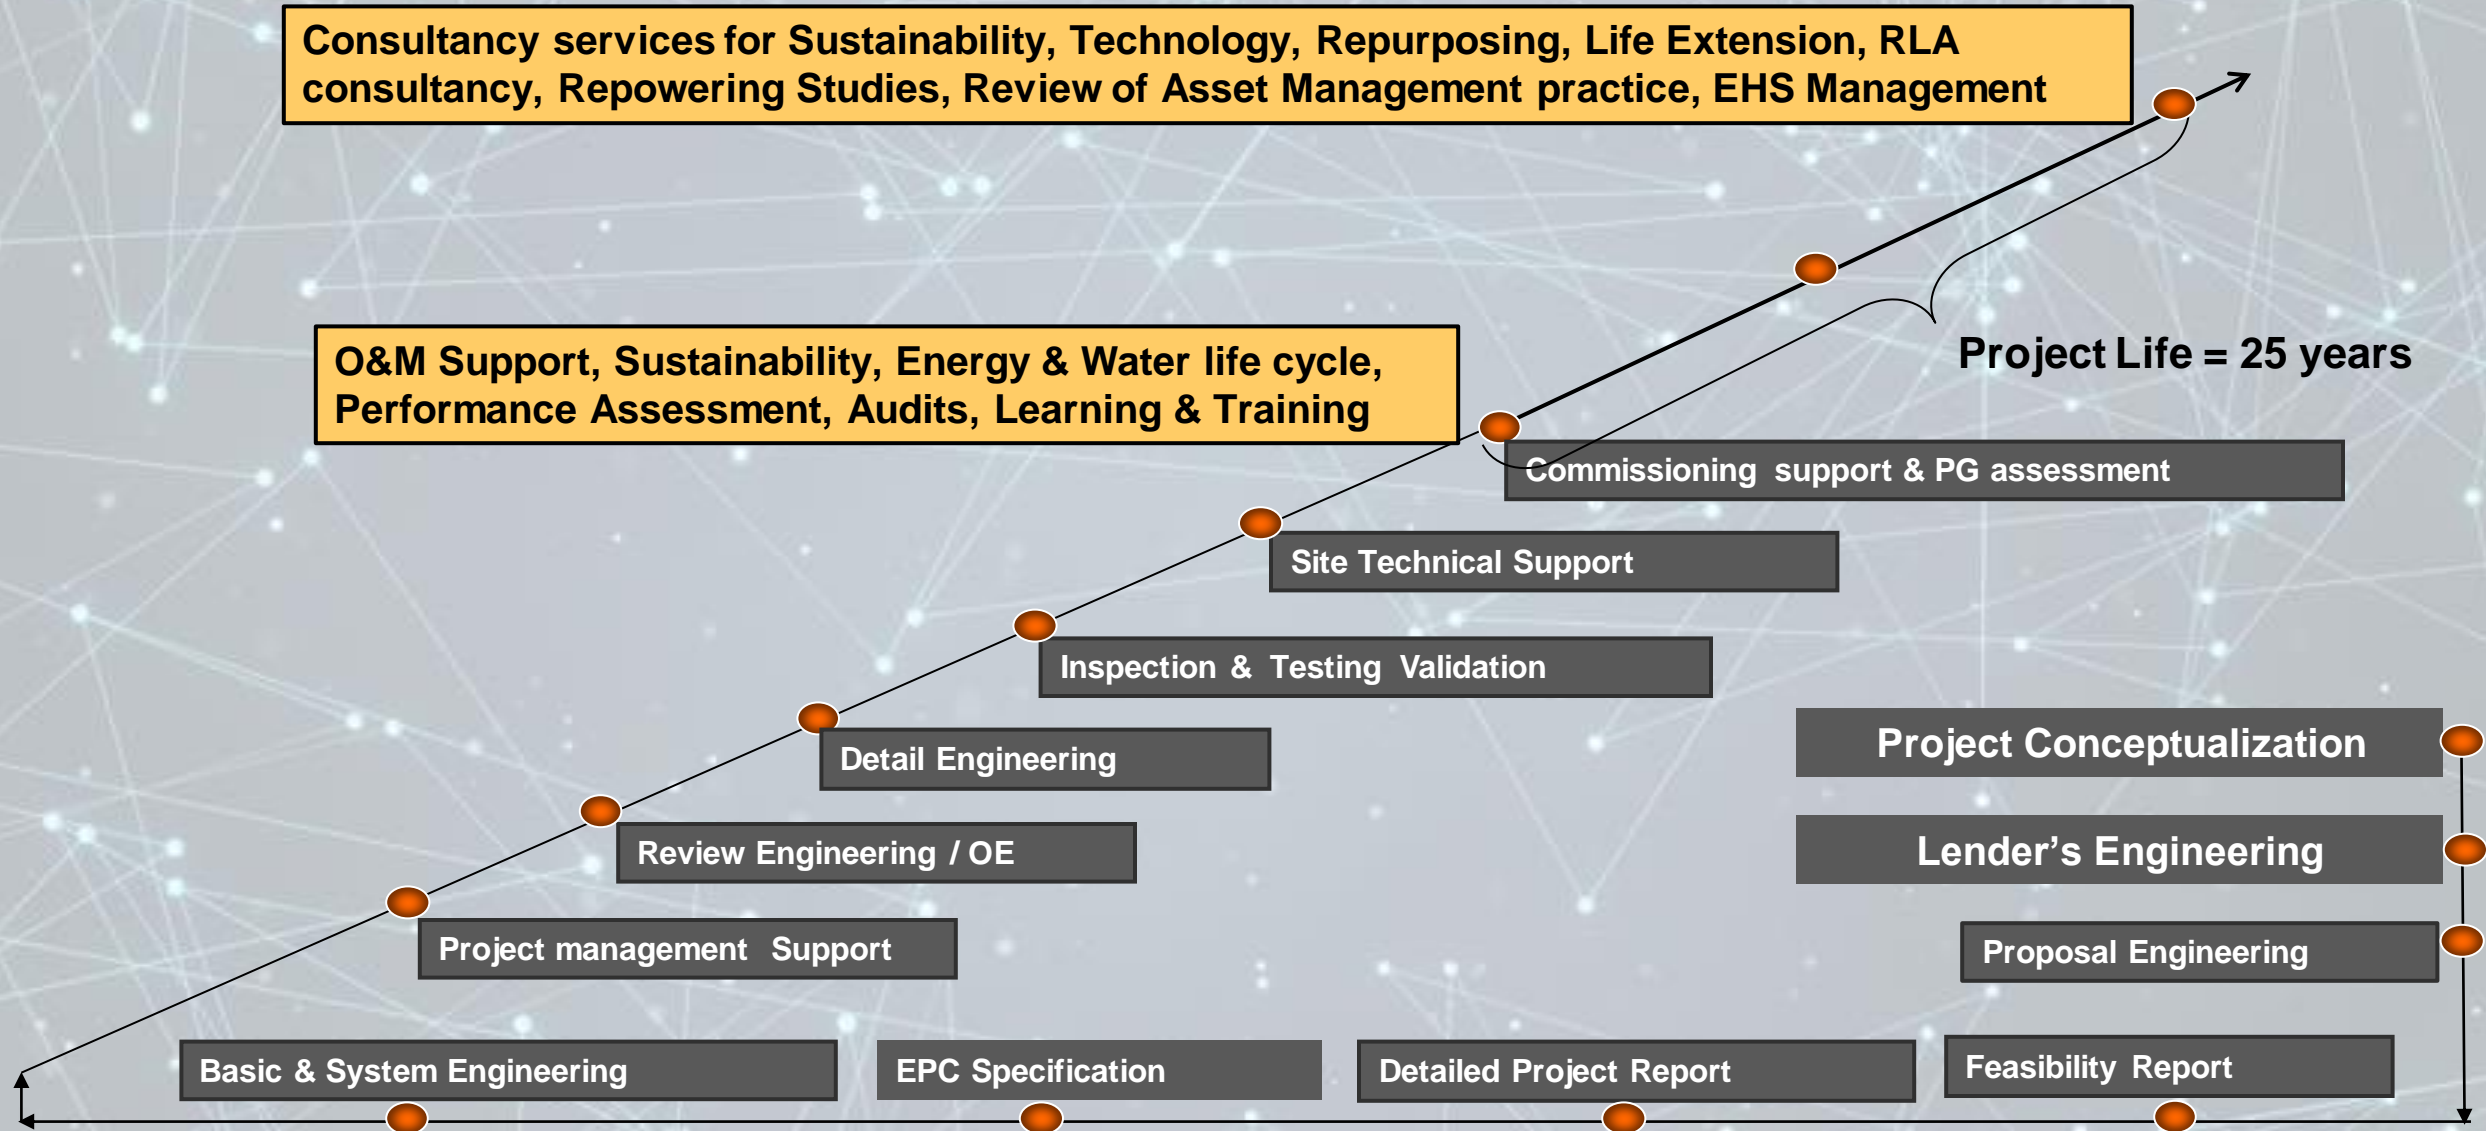 Consultancy services for Sustainability, Technology, Repurposing, Life Extension, RLA
consultancy, Repowering Studies, Review of Asset Management practice, EHS Management
O&M Support, Sustainability, Energy & Water life cycle,
Performance Assessment, Audits, Learning & Training
Project Life = 25 years
Commissioning support & PG assessment
Site Technical Support
Inspection & Testing Validation
Detail Engineering
Project Conceptualization
Review Engineering / OE
Lender’s Engineering
Project management Support
Proposal Engineering
Basic & System Engineering
EPC Specification
Detailed Project Report
Feasibility Report